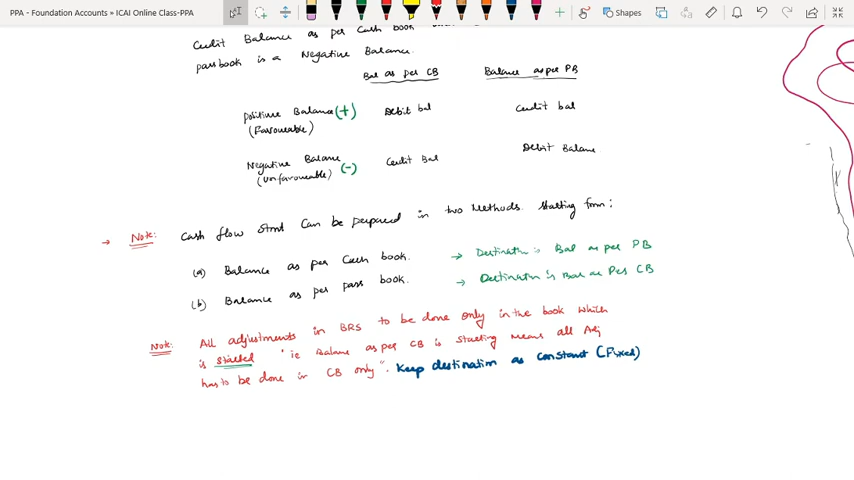 PPA - Foundation Accounts » ICAI Online Class-PPA
Shapes
Credit Balance as per Cash book
passbook is a Negative Balance.
Bal as per CB Balance as per PB
Positive Balance (+) Debit bal Credit bal
(Favourable)
Negative Balance (-) Credit Bal Debit Balance
(Unfavourable)
→ Note: Cash flow Stmt Can be prepared in two Methods. Starting from:
(a) Balance as per Cash book. → Destination is Bal as per PB
(b) Balance as per pass book. → Destination is Bal as Per CB
Note: All adjustments in BRS to be done only in the book which
is started "ie Balance as per CB is starting means all Adj
has to be done in CB only". Keep destination as constant (Fixed)